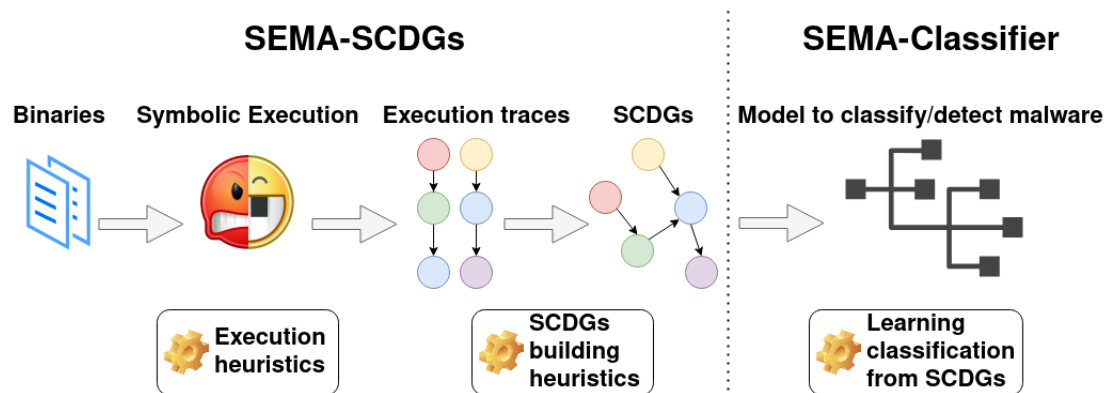 SEMA-SCDGs
SEMA-Classifier
Binaries
Symbolic Execution
Execution traces
SCDGs
Model to classify/detect malware
Execution
heuristics
SCDGs
building
heuristics
Learning
classification
from SCDGs